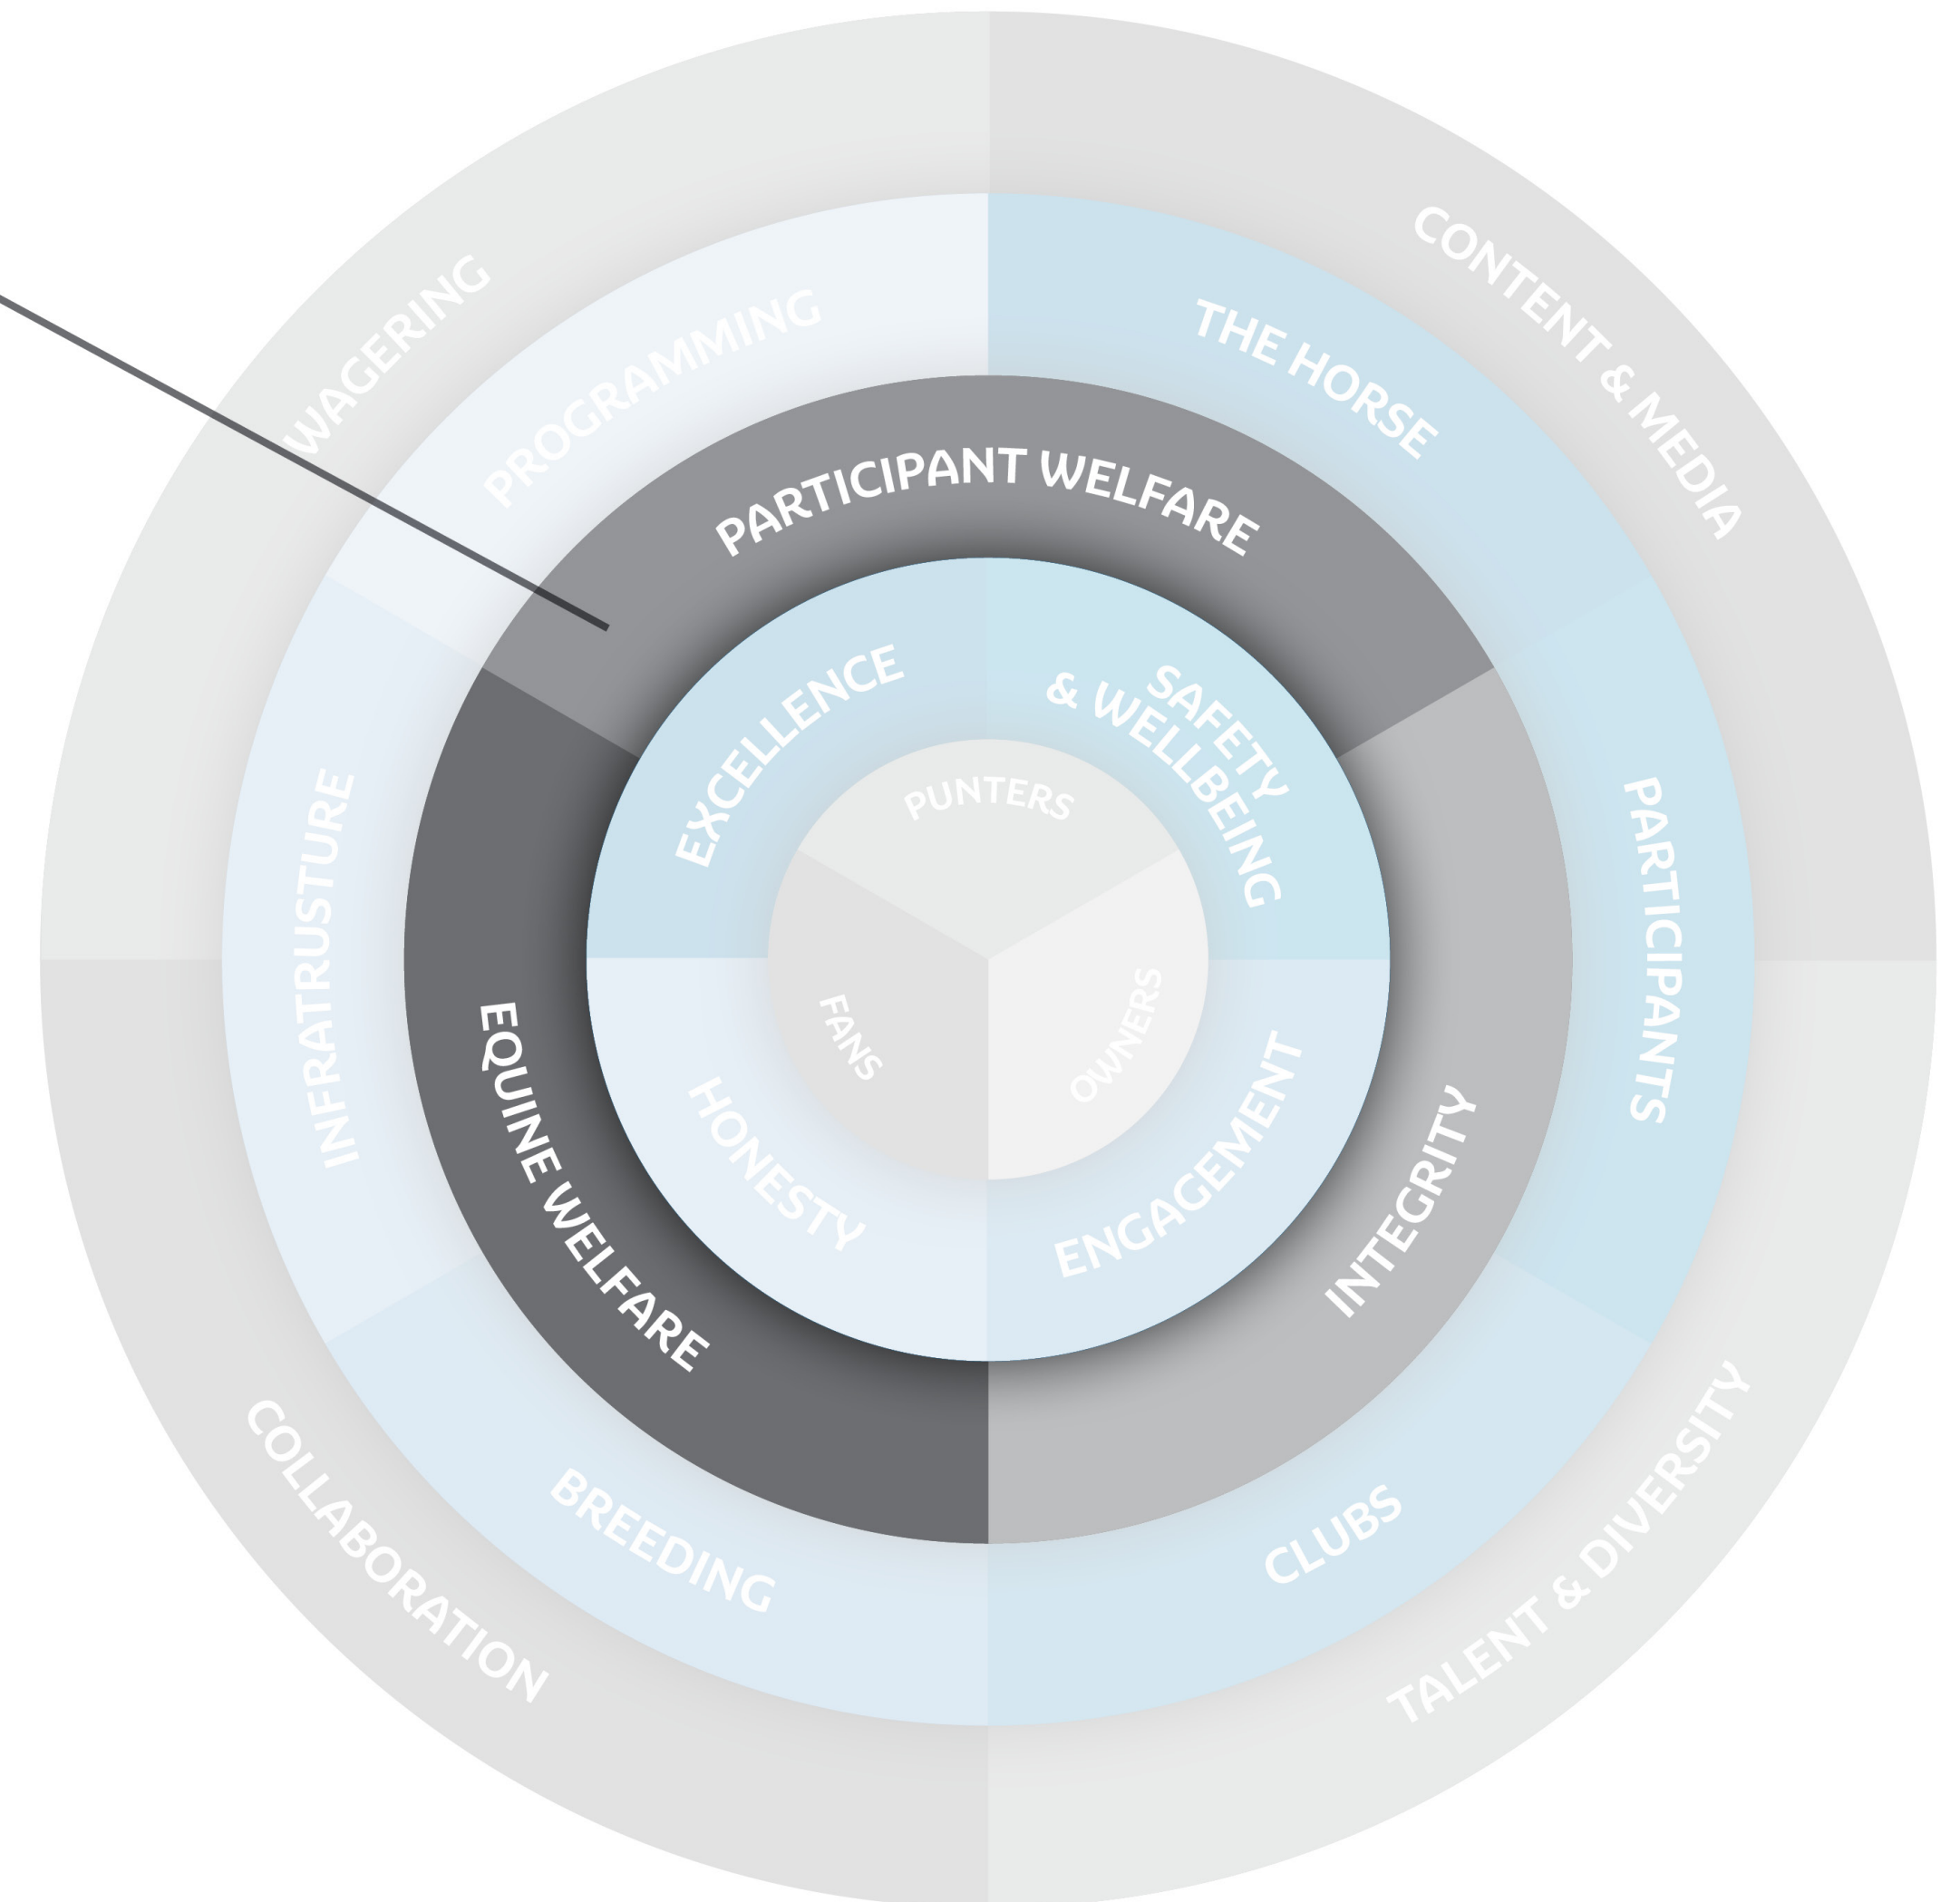 WAGERING
CONTENT & MEDIA
TALENT & DIVERSITY
COLLABORATION
PROGRAMMING
THE HORSE
PARTICIPANTS
CLUBS
BREEDING
INFRATRUSTURE
PARTICIPANT WELFARE
INTEGRITY
EQUINE WELFARE
EXCELLENCE
SAFETY
& WELLBEING
ENGAGEMENT
HONESTY
PUNTERS
OWNERS
FANS